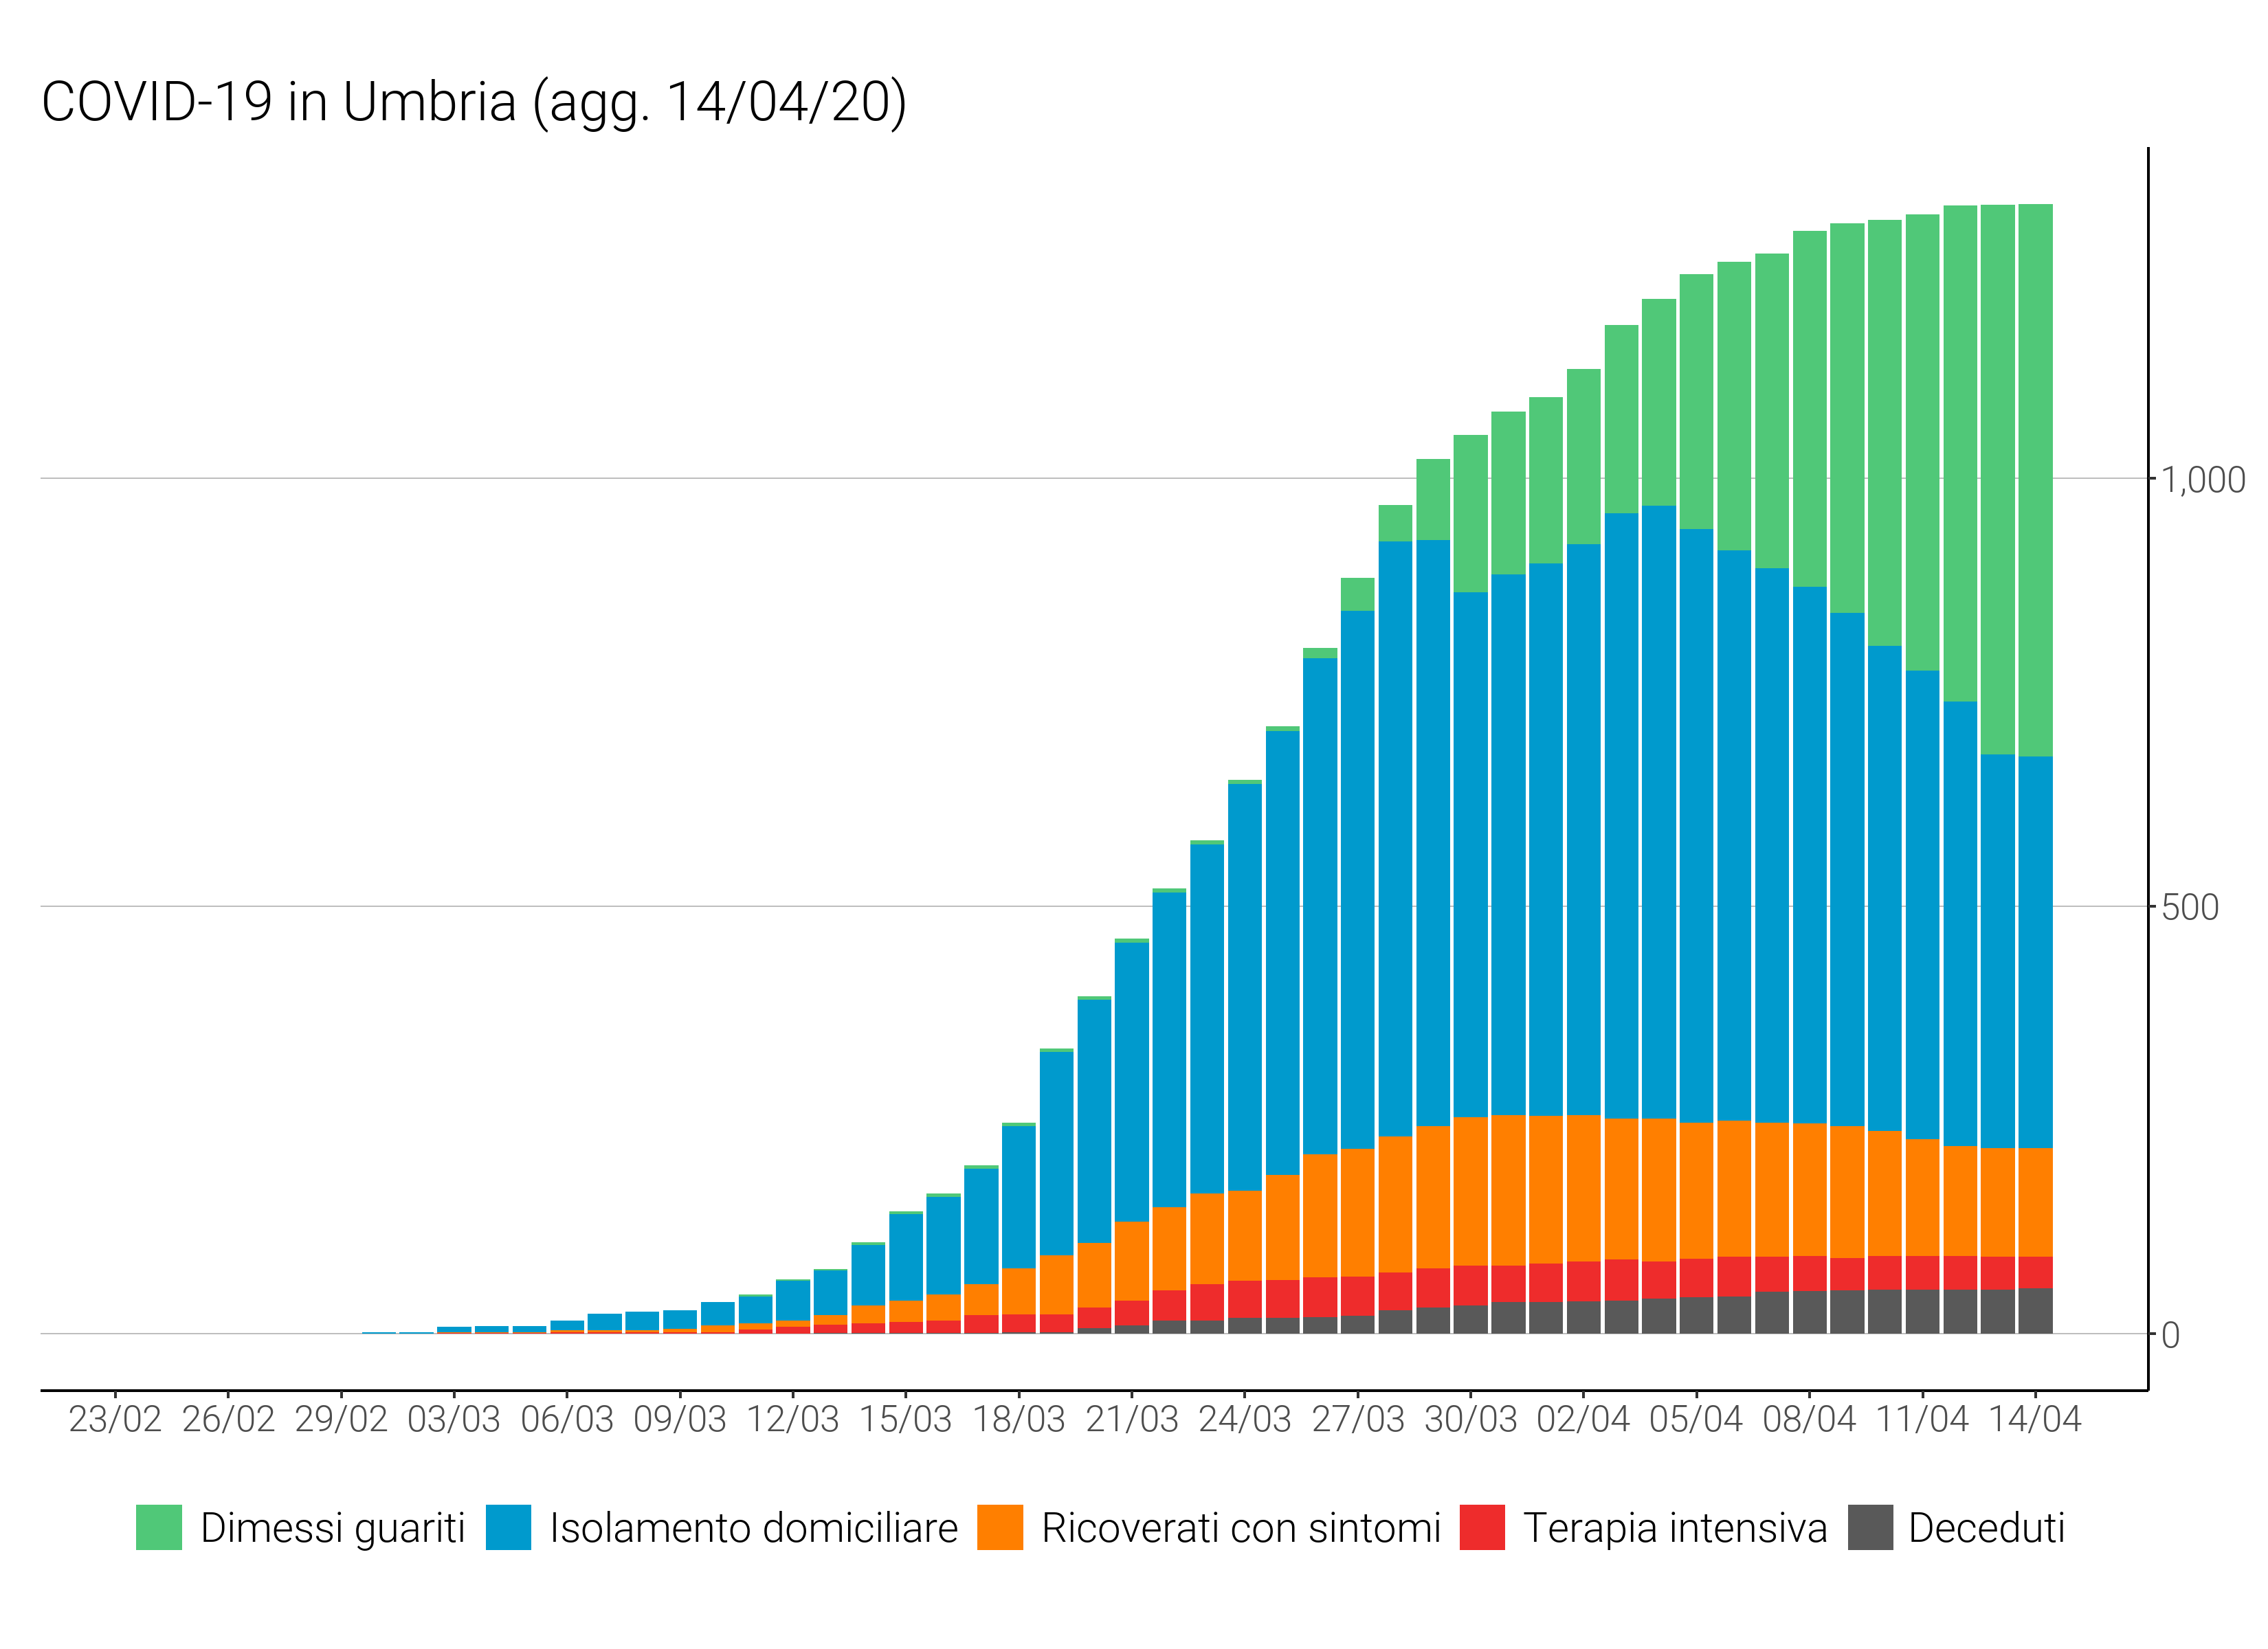 COVID-19 in Umbria (agg. 14/04/20)
1,000
500
0
23/02 26/02 29/02 03/03 06/03 09/03 12/03 15/03 18/03 21/03 24/03 27/03 30/03 02/04 05/04 08/04 11/04 14/04
Dimessi guariti Isolamento domiciliare Ricoverati con sintomi Terapia intensiva Deceduti